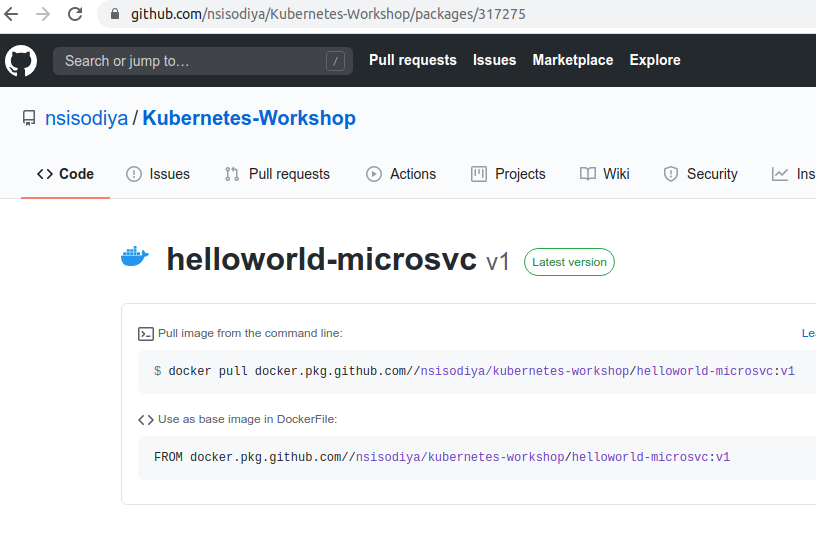 github.com/nsisodiya/Kubernetes-Workshop/packages/317275
Search or jump to… / Pull requests Issues Marketplace Explore
nsisodiya / Kubernetes-Workshop
Code Issues Pull requests Actions Projects Wiki Security Ins
helloworld-microsvc v1 Latest version
Pull image from the command line: Lea
$ docker pull docker.pkg.github.com//nsisodiya/kubernetes-workshop/helloworld-microsvc:v1
Use as base image in DockerFile:
FROM docker.pkg.github.com//nsisodiya/kubernetes-workshop/helloworld-microsvc:v1